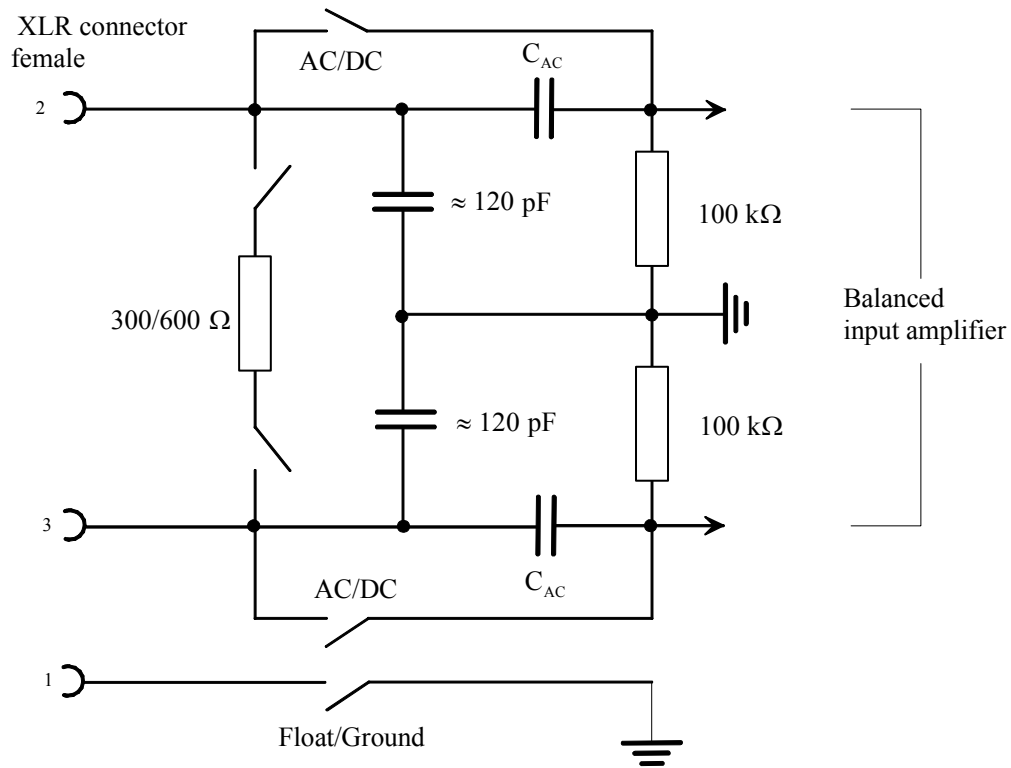 XLR connector
female
AC/DC
C_AC
2
≈ 120 pF
100 kΩ
300/600 Ω
Balanced
input amplifier
≈ 120 pF
100 kΩ
3
C_AC
AC/DC
1
Float/Ground